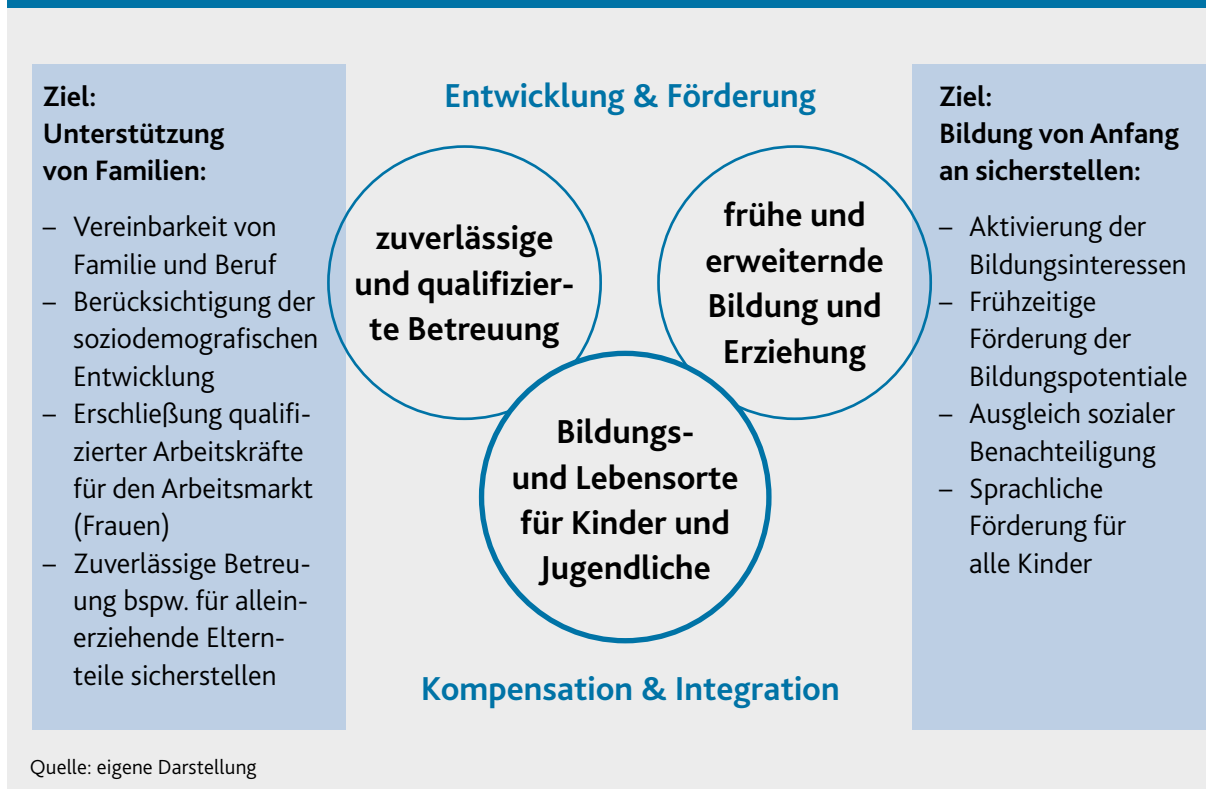 Ziel:
Unterstützung
von Familien:
– Vereinbarkeit von
Familie und Beruf
– Berücksichtigung der
soziodemografischen
Entwicklung
– Erschließung qualifi-
zierter Arbeitskräfte
für den Arbeitsmarkt
(Frauen)
– Zuverlässige Betreu-
ung bspw. für allein-
erziehende Eltern-
teile sicherstellen
Entwicklung & Förderung
zuverlässige
und qualifizier-
te Betreuung
frühe und
erweiternde
Bildung und
Erziehung
Bildungs-
und Lebensorte
für Kinder und
Jugendliche
Kompensation & Integration
Ziel:
Bildung von Anfang
an sicherstellen:
– Aktivierung der
Bildungsinteressen
– Frühzeitige
Förderung der
Bildungspotentiale
– Ausgleich sozialer
Benachteiligung
– Sprachliche
Förderung für
alle Kinder
Quelle: eigene Darstellung